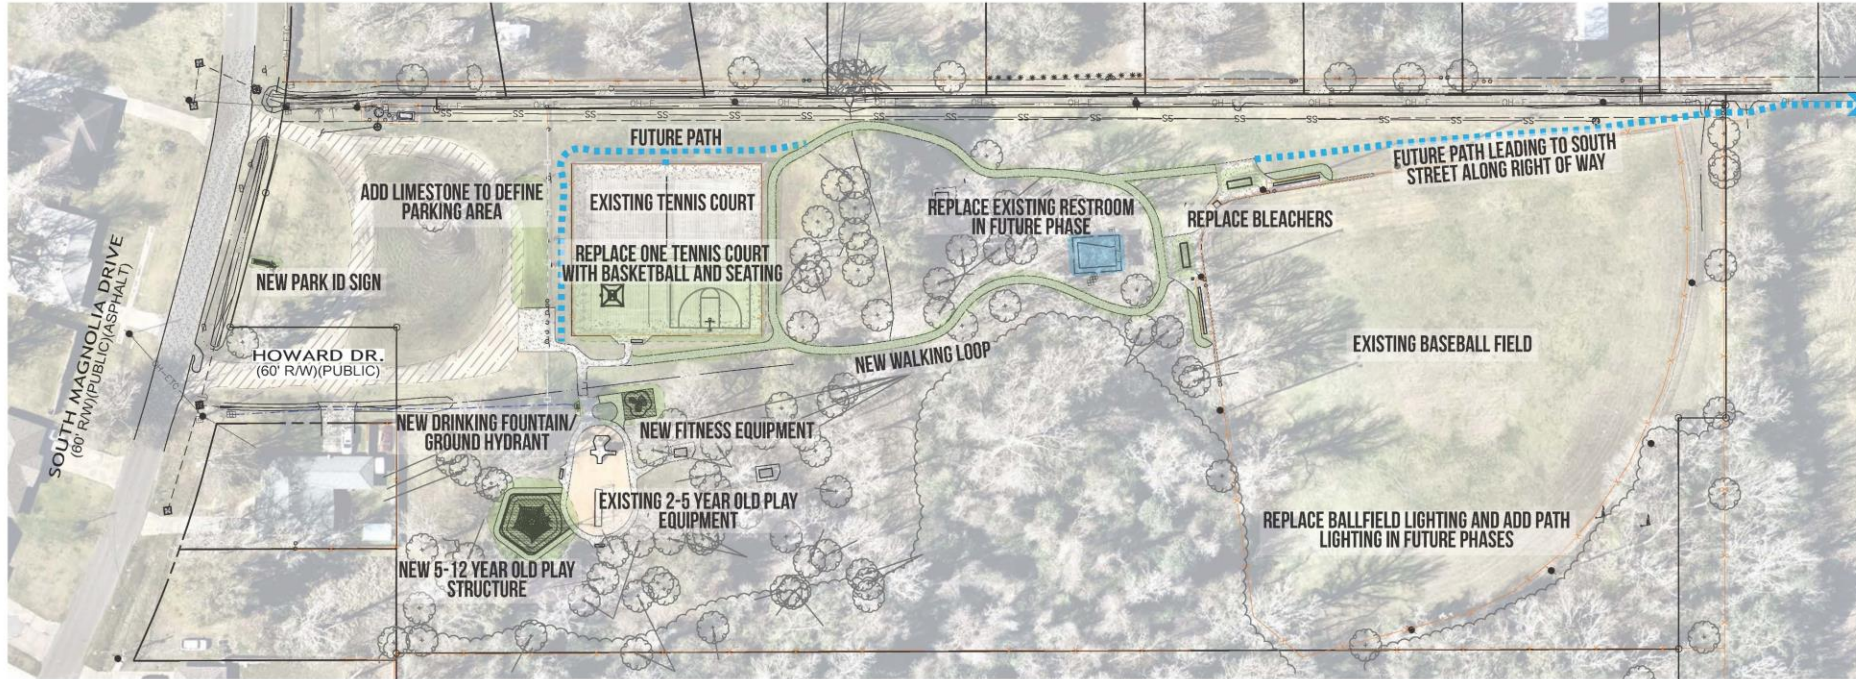 FUTURE PATH
FUTURE PATH LEADING TO SOUTH
STREET ALONG RIGHT OF WAY
ADD LIMESTONE TO DEFINE
PARKING AREA
EXISTING TENNIS COURT
REPLACE EXISTING RESTROOM
IN FUTURE PHASE
REPLACE BLEACHERS
REPLACE ONE TENNIS COURT
WITH BASKETBALL AND SEATING
NEW PARK ID SIGN
SOUTH MAGNOLIA DRIVE
(60' R/W)(PUBLIC)(ASPHALT)
HOWARD DR.
(60' R/W)(PUBLIC)
NEW WALKING LOOP
EXISTING BASEBALL FIELD
NEW DRINKING FOUNTAIN/
GROUND HYDRANT
NEW FITNESS EQUIPMENT
EXISTING 2-5 YEAR OLD PLAY
EQUIPMENT
REPLACE BALLFIELD LIGHTING AND ADD PATH
LIGHTING IN FUTURE PHASES
NEW 5-12 YEAR OLD PLAY
STRUCTURE